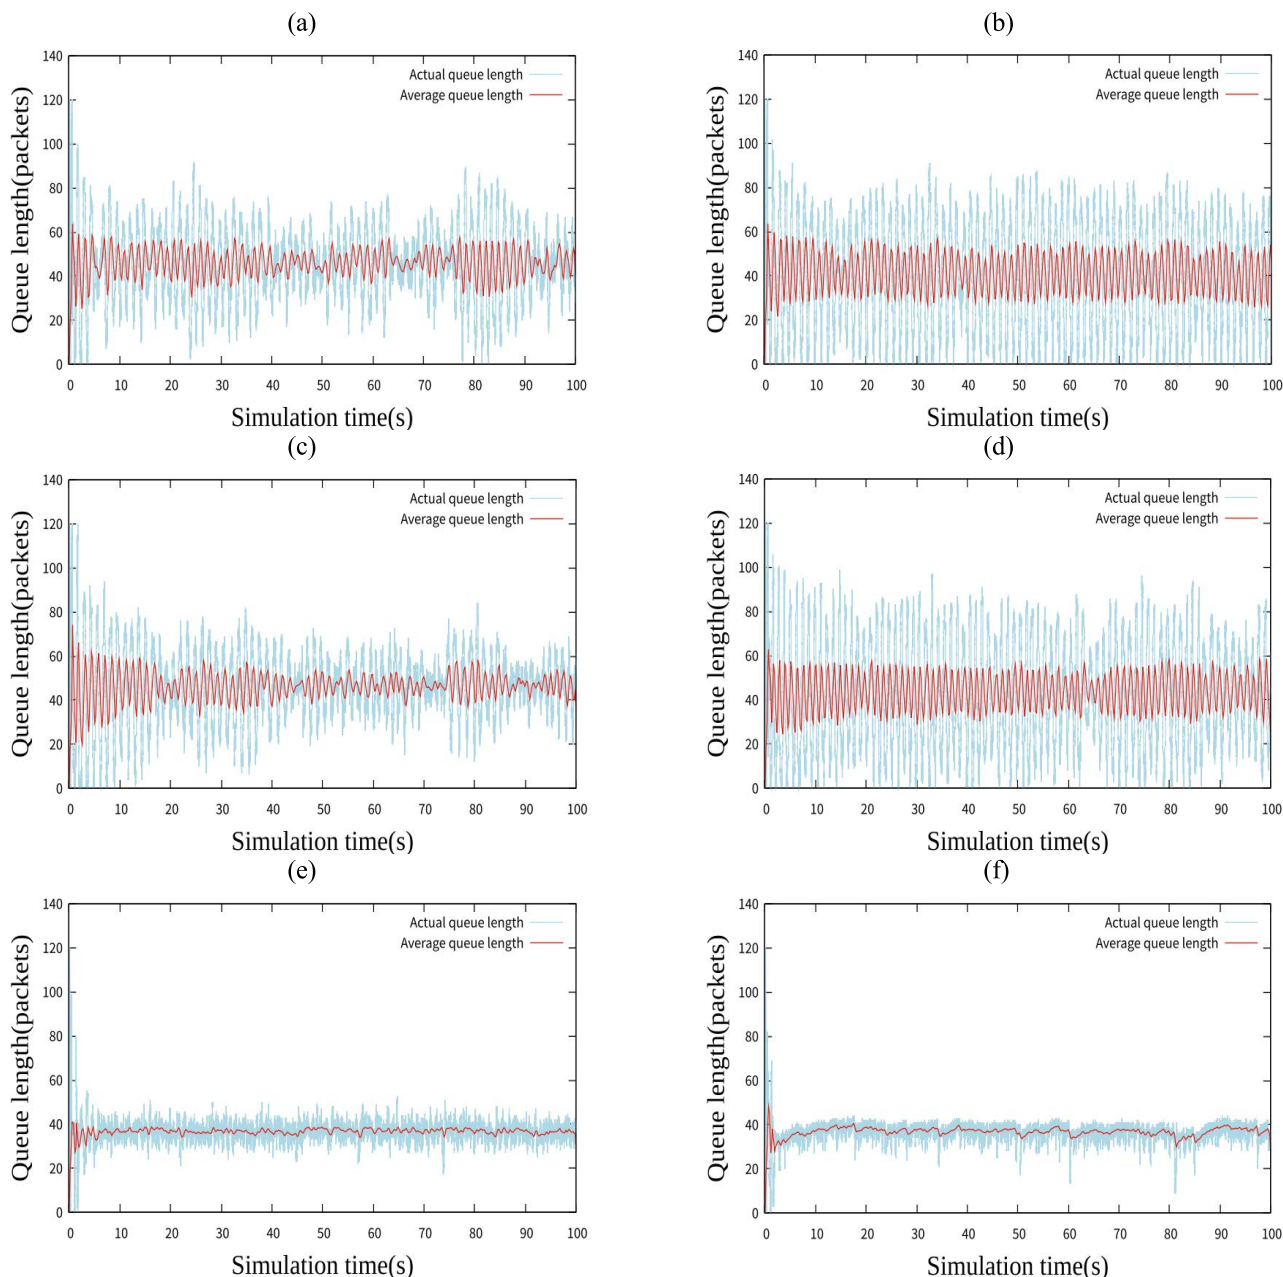 (a)
Queue length(packets)
140
120
100
80
60
40
20
0
Actual queue length
Average queue length
0 10 20 30 40 50 60 70 80 90 100
Simulation time(s)
(b)
Queue length(packets)
140
120
100
80
60
40
20
0
Actual queue length
Average queue length
0 10 20 30 40 50 60 70 80 90 100
Simulation time(s)
(c)
Queue length(packets)
140
120
100
80
60
40
20
0
Actual queue length
Average queue length
0 10 20 30 40 50 60 70 80 90 100
Simulation time(s)
(d)
Queue length(packets)
140
120
100
80
60
40
20
0
Actual queue length
Average queue length
0 10 20 30 40 50 60 70 80 90 100
Simulation time(s)
(e)
Queue length(packets)
140
120
100
80
60
40
20
0
Actual queue length
Average queue length
0 10 20 30 40 50 60 70 80 90 100
Simulation time(s)
(f)
Queue length(packets)
140
120
100
80
60
40
20
0
Actual queue length
Average queue length
0 10 20 30 40 50 60 70 80 90 100
Simulation time(s)